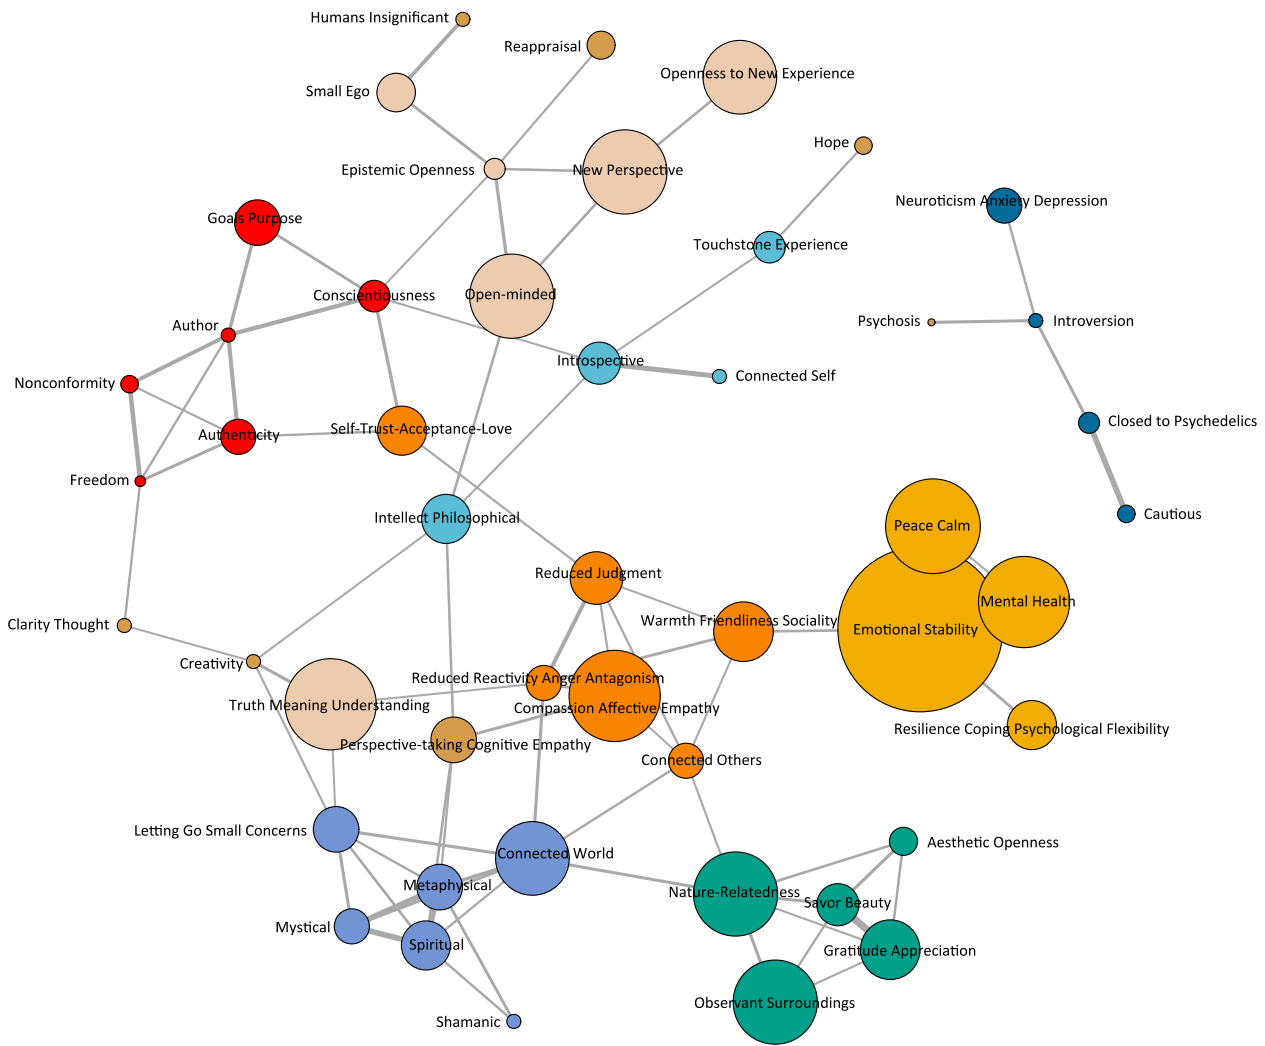 Humans Insignificant
Reappraisal
Openness to New Experience
Small Ego
Hope
Epistemic Openness
New Perspective
Neuroticism Anxiety Depression
Goals Purpose
Touchstone Experience
Conscientiousness
Open-minded
Author
Psychosis
Introversion
Introspective
Connected Self
Nonconformity
Closed to Psychedelics
Self-Trust-Acceptance-Love
Authenticity
Freedom
Cautious
Intellect Philosophical
Peace Calm
Reduced Judgment
Mental Health
Clarity Thought
Warmth Friendliness Sociality
Emotional Stability
Creativity
Reduced Reactivity Anger Antagonism
Truth Meaning Understanding
Compassion Affective Empathy
Resilience Coping Psychological Flexibility
Perspective-taking Cognitive Empathy
Connected Others
Letting Go Small Concerns
Aesthetic Openness
Connected World
Metaphysical
Nature-Relatedness
Savor Beauty
Mystical
Spiritual
Gratitude Appreciation
Observant Surroundings
Shamanic